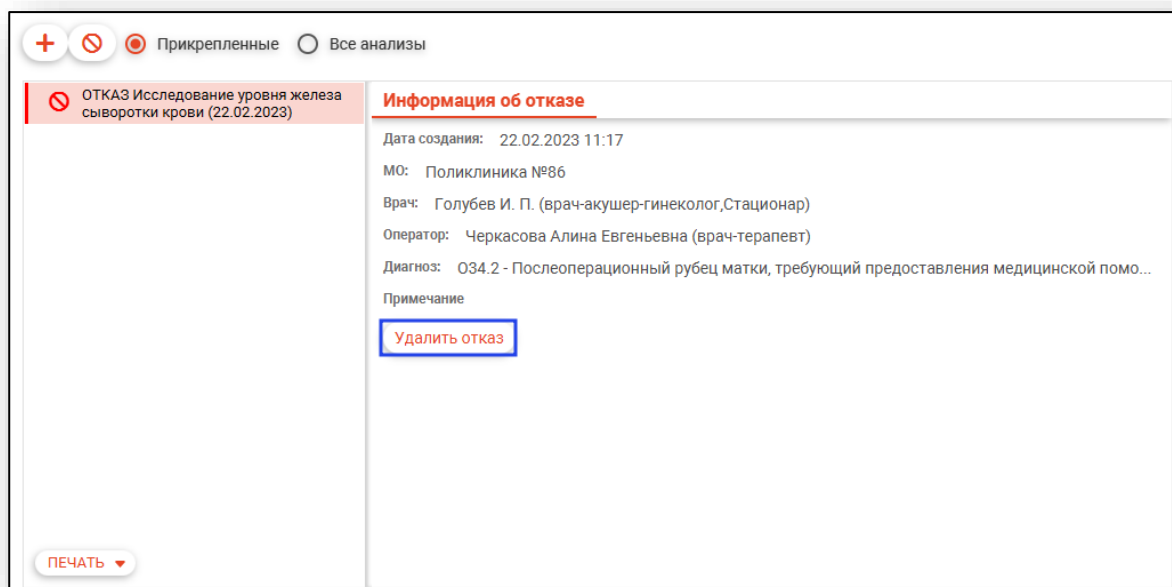 Прикрепленные Все анализы
ОТКАЗ Исследование уровня железа
сыворотки крови (22.02.2023)
Информация об отказе
Дата создания: 22.02.2023 11:17
МО: Поликлиника №86
Врач: Голубев И. П. (врач-акушер-гинеколог,Стационар)
Оператор: Черкасова Алина Евгеньевна (врач-терапевт)
Диагноз: О34.2 - Послеоперационный рубец матки, требующий предоставления медицинской помо...
Примечание
Удалить отказ
ПЕЧАТЬ